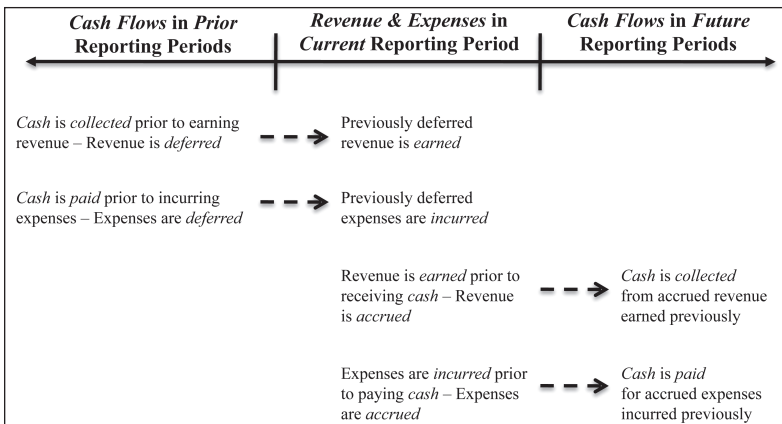 Cash Flows in Prior
Reporting Periods
Revenue & Expenses in
Current Reporting Period
Cash Flows in Future
Reporting Periods
Cash is collected prior to earning
revenue – Revenue is deferred
Previously deferred
revenue is earned
Cash is paid prior to incurring
expenses – Expenses are deferred
Previously deferred
expenses are incurred
Revenue is earned prior to
receiving cash – Revenue
is accrued
Cash is collected
from accrued revenue
earned previously
Expenses are incurred prior
to paying cash – Expenses
are accrued
Cash is paid
for accrued expenses
incurred previously